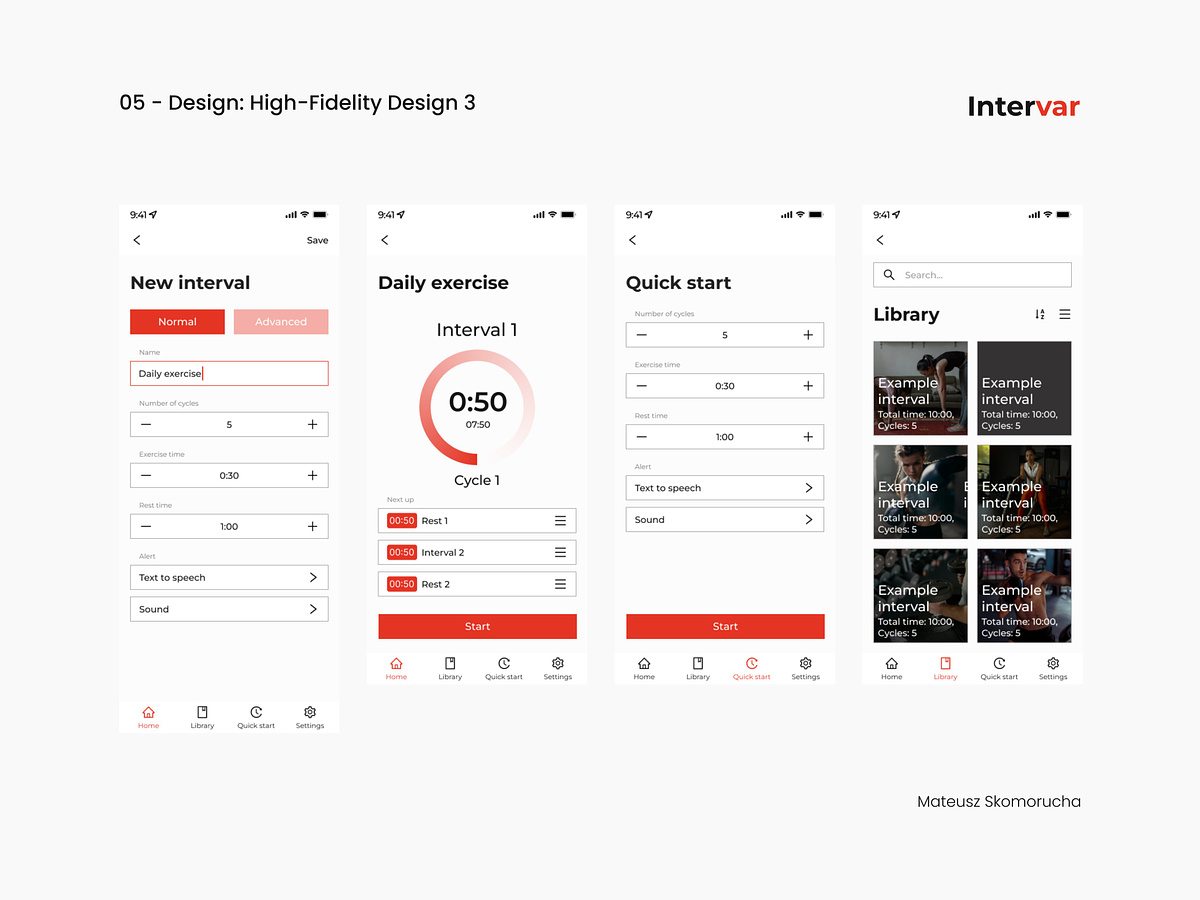 05 - Design: High-Fidelity Design 3
Intervar
9:41
Save
New interval
Normal
Advanced
Name
Daily exercise
Number of cycles
5
Exercise time
0:30
Rest time
1:00
Alert
Text to speech
Sound
Home
Library
Quick start
Settings
9:41
Daily exercise
Interval 1
0:50
07:50
Cycle 1
Next up
00:50 Rest 1
00:50 Interval 2
00:50 Rest 2
Start
Home
Library
Quick start
Settings
9:41
Quick start
Number of cycles
5
Exercise time
0:30
Rest time
1:00
Alert
Text to speech
Sound
Start
Home
Library
Quick start
Settings
9:41
Search...
Library
Example
interval
Total time: 10:00,
Cycles: 5
Example
interval
Total time: 10:00,
Cycles: 5
Example
interval
Total time: 10:00,
Cycles: 5
Example
interval
Total time: 10:00,
Cycles: 5
Example
interval
Total time: 10:00,
Cycles: 5
Example
interval
Total time: 10:00,
Cycles: 5
Home
Library
Quick start
Settings
Mateusz Skomorucha